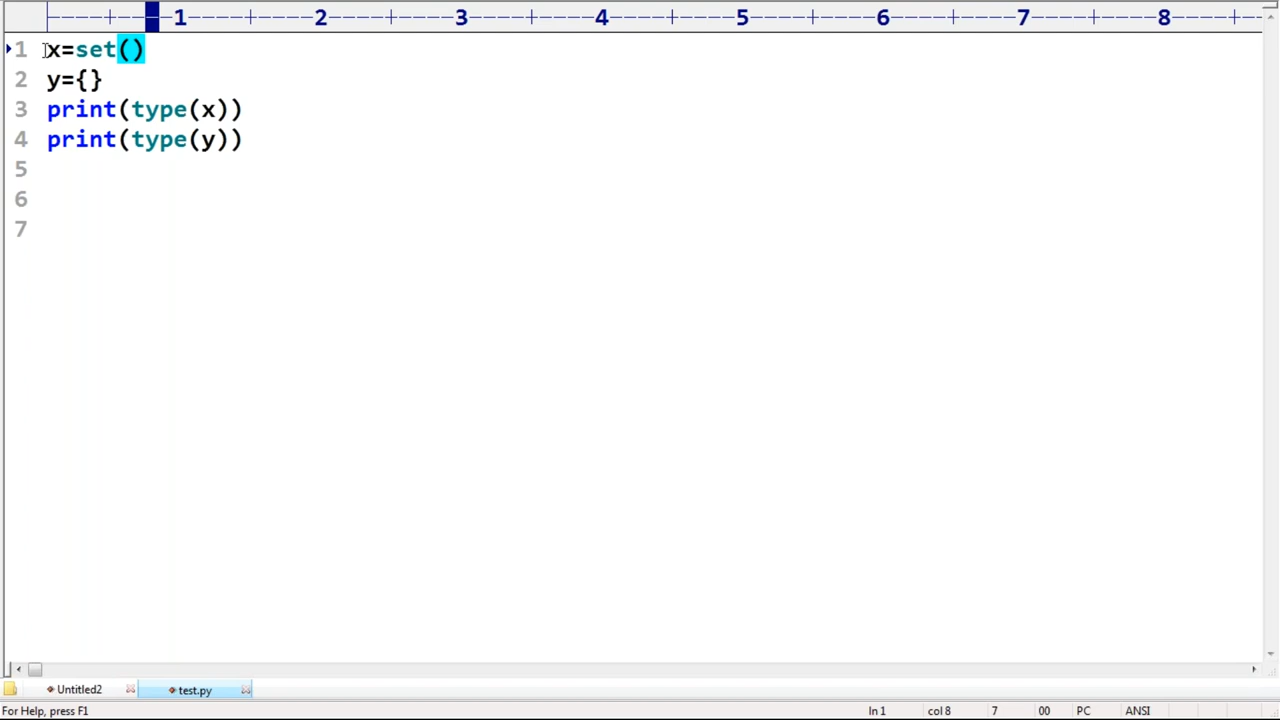 1 2 3 4 5 6 7 8
1 x=set()
2 y={}
3 print(type(x))
4 print(type(y))
5
6
7
Untitled2 test.py
For Help, press F1 ln 1 col 8 7 00 PC ANSI